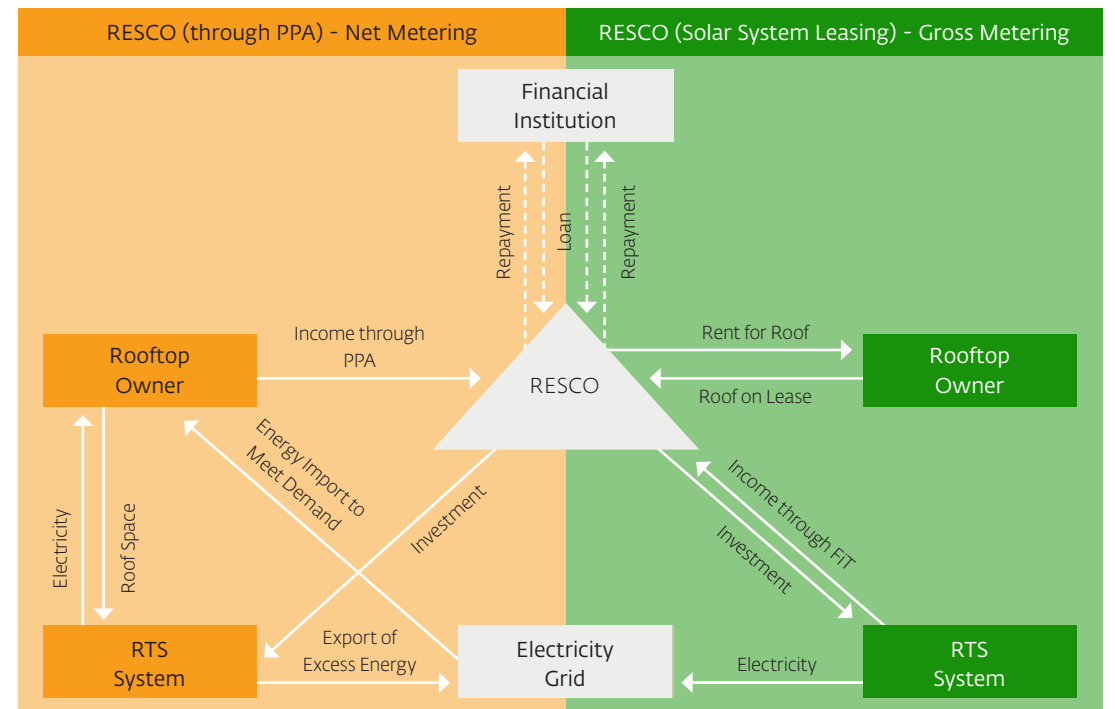 RESCO (through PPA) - Net Metering
RESCO (Solar System Leasing) - Gross Metering
Financial
Institution
Repayment
Loan
Repayment
Rooftop
Owner
Income through
PPA
RESCO
Rent for Roof
Roof on Lease
Rooftop
Owner
Electricity
Roof Space
Energy Import to
Meet Demand
Investment
Income through FiT
Investment
RTS
System
Export of
Excess Energy
Electricity
Grid
Electricity
RTS
System